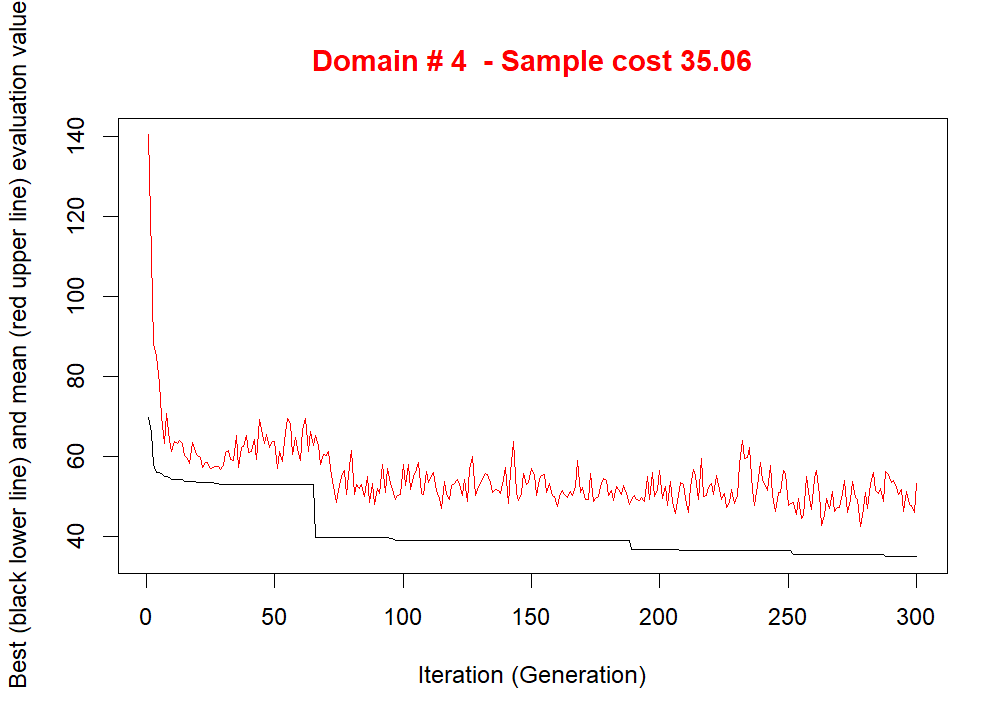 Domain # 4  - Sample cost 35.06
Best (black lower line) and mean (red upper line) evaluation value
140
120
100
80
60
40
0 50 100 150 200 250 300
Iteration (Generation)